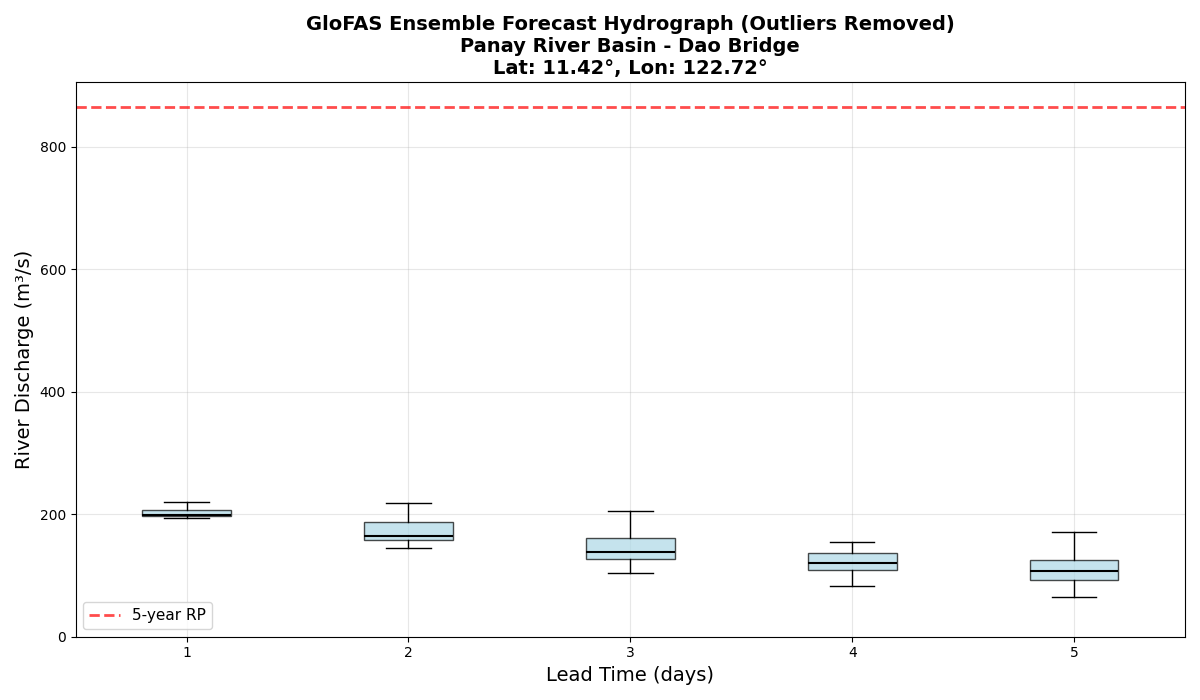 GloFAS Ensemble Forecast Hydrograph (Outliers Removed)
Panay River Basin - Dao Bridge
Lat: 11.42°, Lon: 122.72°
River Discharge (m³/s)
800
600
400
200
0
5-year RP
1 2 3 4 5
Lead Time (days)